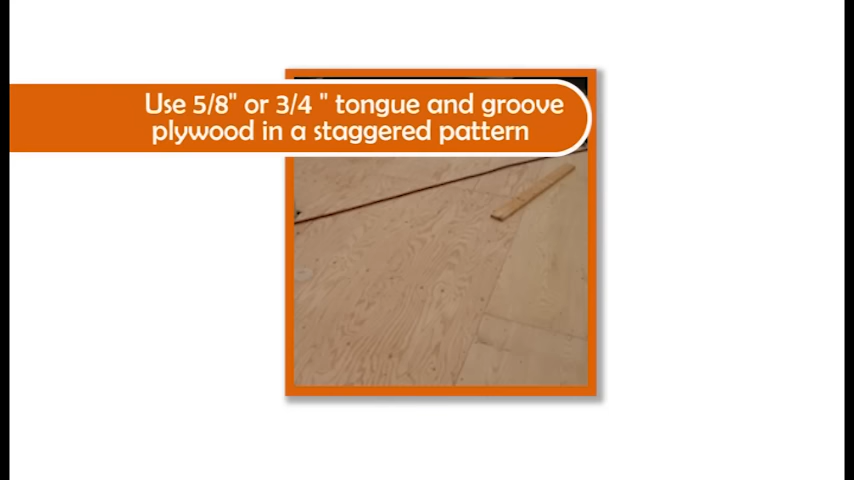 Use 5/8" or 3/4 " tongue and groove
plywood in a staggered pattern